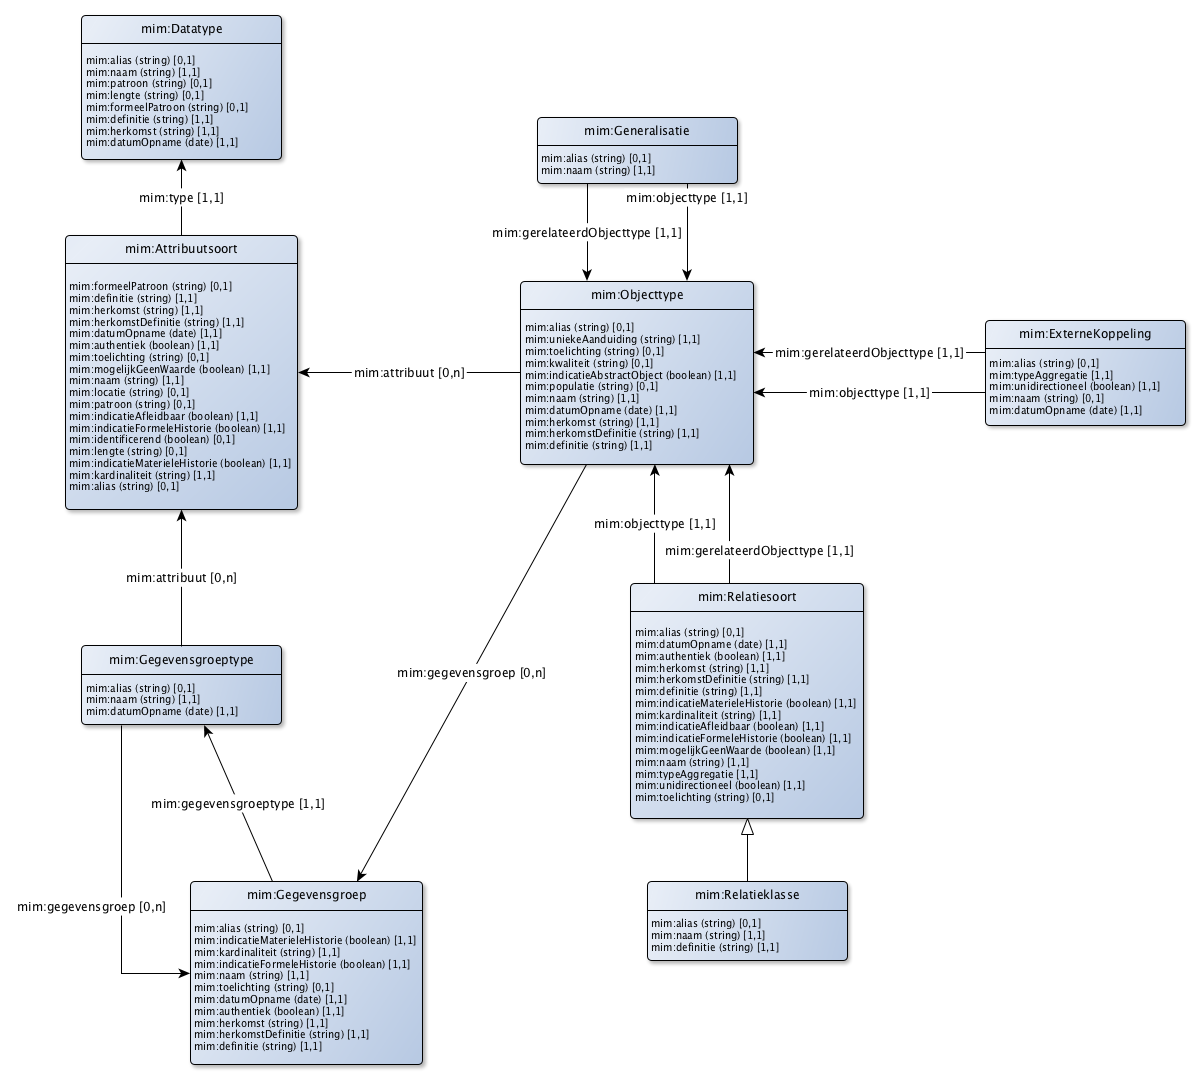 mim:Datatype
mim:alias (string) [0,1]
mim:naam (string) [1,1]
mim:patroon (string) [0,1]
mim:lengte (string) [0,1]
mim:formeelPatroon (string) [0,1]
mim:definitie (string) [1,1]
mim:herkomst (string) [1,1]
mim:datumOpname (date) [1,1]
mim:type [1,1]
mim:Attribuutsoort
mim:formeelPatroon (string) [0,1]
mim:definitie (string) [1,1]
mim:herkomst (string) [1,1]
mim:herkomstDefinitie (string) [1,1]
mim:datumOpname (date) [1,1]
mim:authentiek (boolean) [1,1]
mim:toelichting (string) [0,1]
mim:mogelijkGeenWaarde (boolean) [1,1]
mim:naam (string) [1,1]
mim:locatie (string) [0,1]
mim:patroon (string) [0,1]
mim:indicatieAfleidbaar (boolean) [1,1]
mim:indicatieFormeleHistorie (boolean) [1,1]
mim:identificerend (boolean) [0,1]
mim:lengte (string) [0,1]
mim:indicatieMaterieleHistorie (boolean) [1,1]
mim:kardinaliteit (string) [1,1]
mim:alias (string) [0,1]
mim:Generalisatie
mim:alias (string) [0,1]
mim:naam (string) [1,1]
mim:objecttype [1,1]
mim:gerelateerdObjecttype [1,1]
mim:Objecttype
mim:alias (string) [0,1]
mim:uniekeAanduiding (string) [1,1]
mim:toelichting (string) [0,1]
mim:kwaliteit (string) [0,1]
mim:indicatieAbstractObject (boolean) [1,1]
mim:populatie (string) [0,1]
mim:naam (string) [1,1]
mim:datumOpname (date) [1,1]
mim:herkomst (string) [1,1]
mim:herkomstDefinitie (string) [1,1]
mim:definitie (string) [1,1]
mim:attribuut [0,n]
mim:gerelateerdObjecttype [1,1]
mim:objecttype [1,1]
mim:ExterneKoppeling
mim:alias (string) [0,1]
mim:typeAggregatie [1,1]
mim:unidirectioneel (boolean) [1,1]
mim:naam (string) [0,1]
mim:datumOpname (date) [1,1]
mim:objecttype [1,1]
mim:gerelateerdObjecttype [1,1]
mim:Relatiesoort
mim:alias (string) [0,1]
mim:datumOpname (date) [1,1]
mim:authentiek (boolean) [1,1]
mim:herkomst (string) [1,1]
mim:herkomstDefinitie (string) [1,1]
mim:definitie (string) [1,1]
mim:indicatieMaterieleHistorie (boolean) [1,1]
mim:kardinaliteit (string) [1,1]
mim:indicatieAfleidbaar (boolean) [1,1]
mim:indicatieFormeleHistorie (boolean) [1,1]
mim:mogelijkGeenWaarde (boolean) [1,1]
mim:naam (string) [1,1]
mim:typeAggregatie [1,1]
mim:unidirectioneel (boolean) [1,1]
mim:toelichting (string) [0,1]
mim:attribuut [0,n]
mim:Gegevensgroeptype
mim:alias (string) [0,1]
mim:naam (string) [1,1]
mim:datumOpname (date) [1,1]
mim:gegevensgroep [0,n]
mim:gegevensgroeptype [1,1]
mim:gegevensgroep [0,n]
mim:Gegevensgroep
mim:alias (string) [0,1]
mim:indicatieMaterieleHistorie (boolean) [1,1]
mim:kardinaliteit (string) [1,1]
mim:indicatieFormeleHistorie (boolean) [1,1]
mim:naam (string) [1,1]
mim:toelichting (string) [0,1]
mim:datumOpname (date) [1,1]
mim:authentiek (boolean) [1,1]
mim:herkomst (string) [1,1]
mim:herkomstDefinitie (string) [1,1]
mim:definitie (string) [1,1]
mim:Relatieklasse
mim:alias (string) [0,1]
mim:naam (string) [1,1]
mim:definitie (string) [1,1]